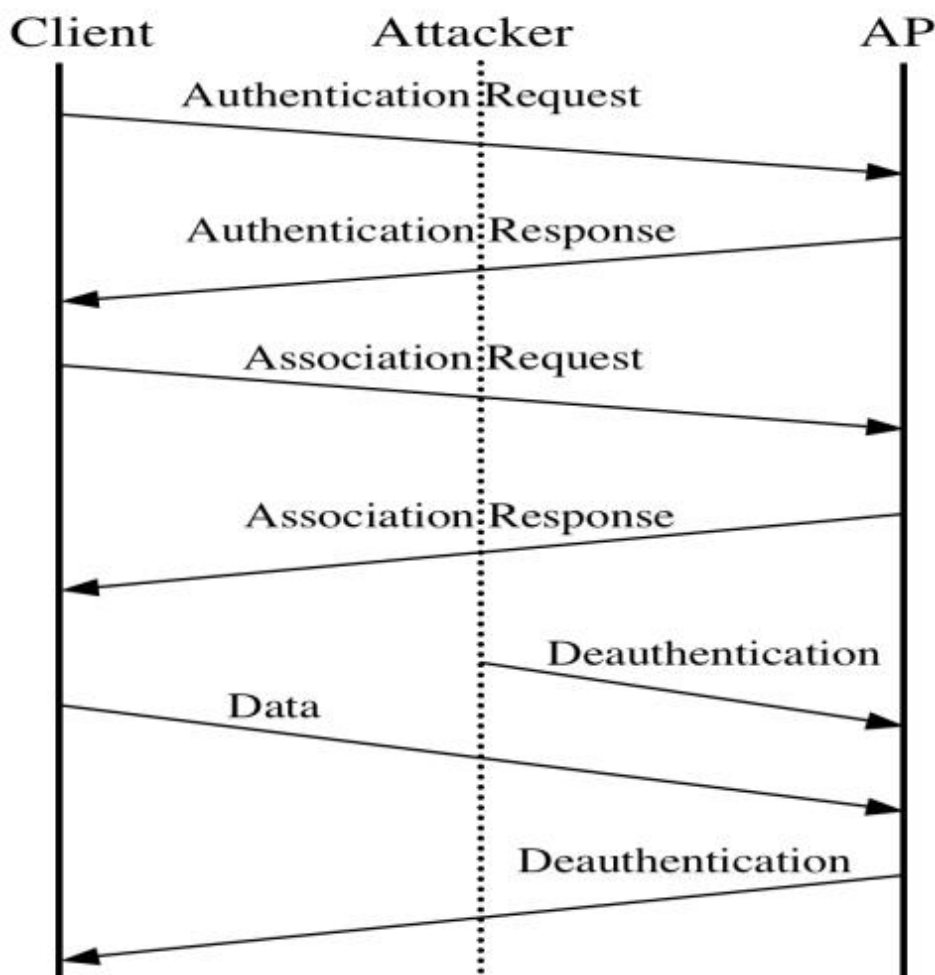 Client Attacker AP
Authentication Request
Authentication Response
Association Request
Association Response
Deauthentication
Data
Deauthentication